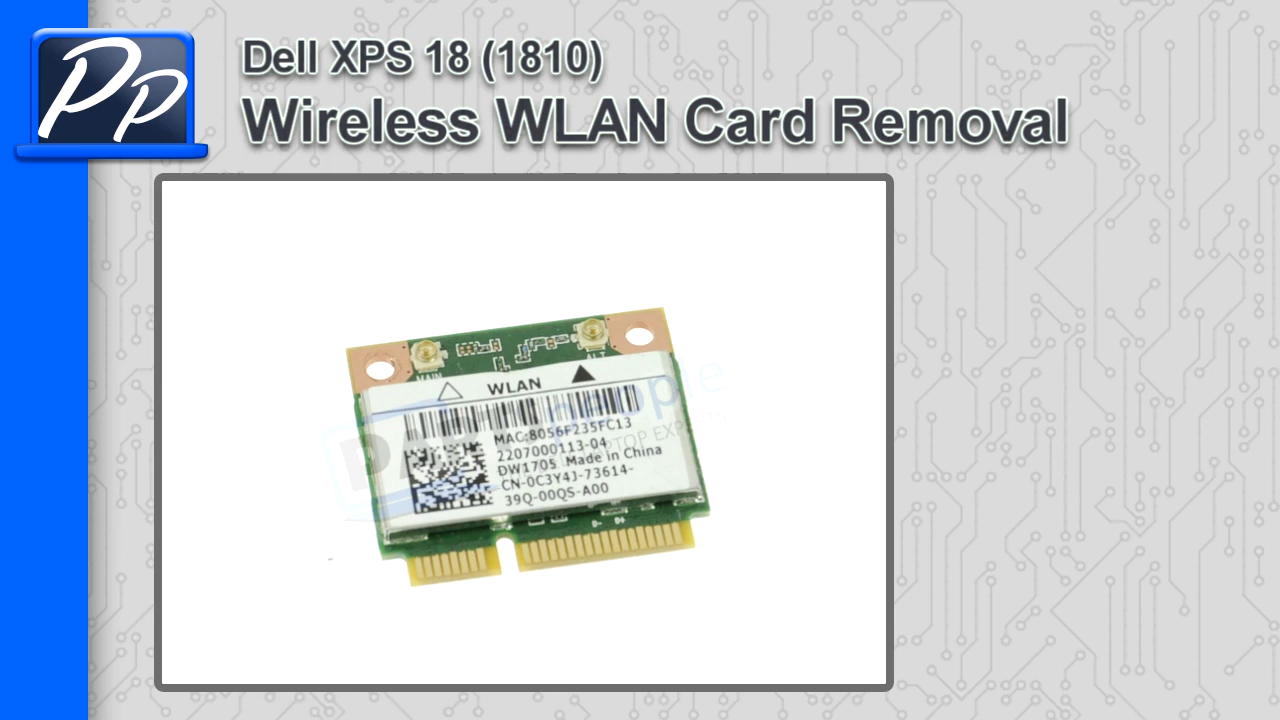 PP
Dell XPS 18 (1810)
Wireless WLAN Card Removal
MAIN
ALT
WLAN
MAC:8056F235FC13
2207000113-04
DW1705 Made in China
CN-0C3Y4J-73614-
39Q-00QS-A00
D- D+